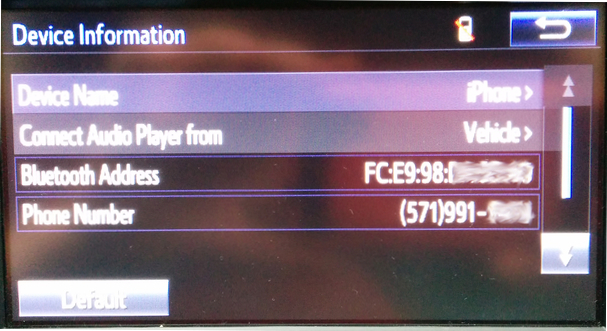 Device Information
Device Name iPhone >
Connect Audio Player from Vehicle >
Bluetooth Address FC:E9:98:
Phone Number (571)991-
Default